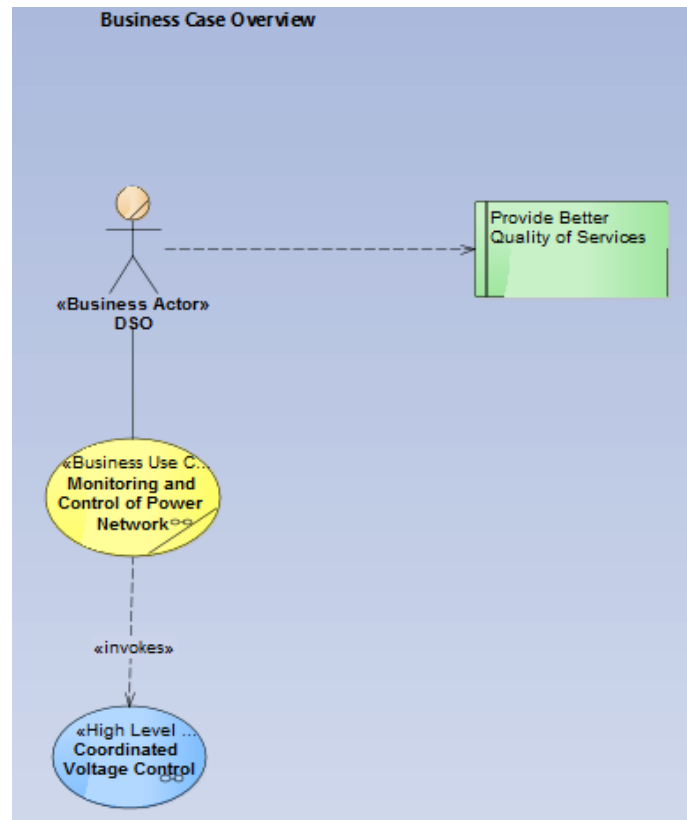 Business Case Overview
Provide Better
Quality of Services
«Business Actor»
DSO
«Business Use C...
Monitoring and
Control of Power
Network
«invokes»
«High Level ...
Coordinated
Voltage Control